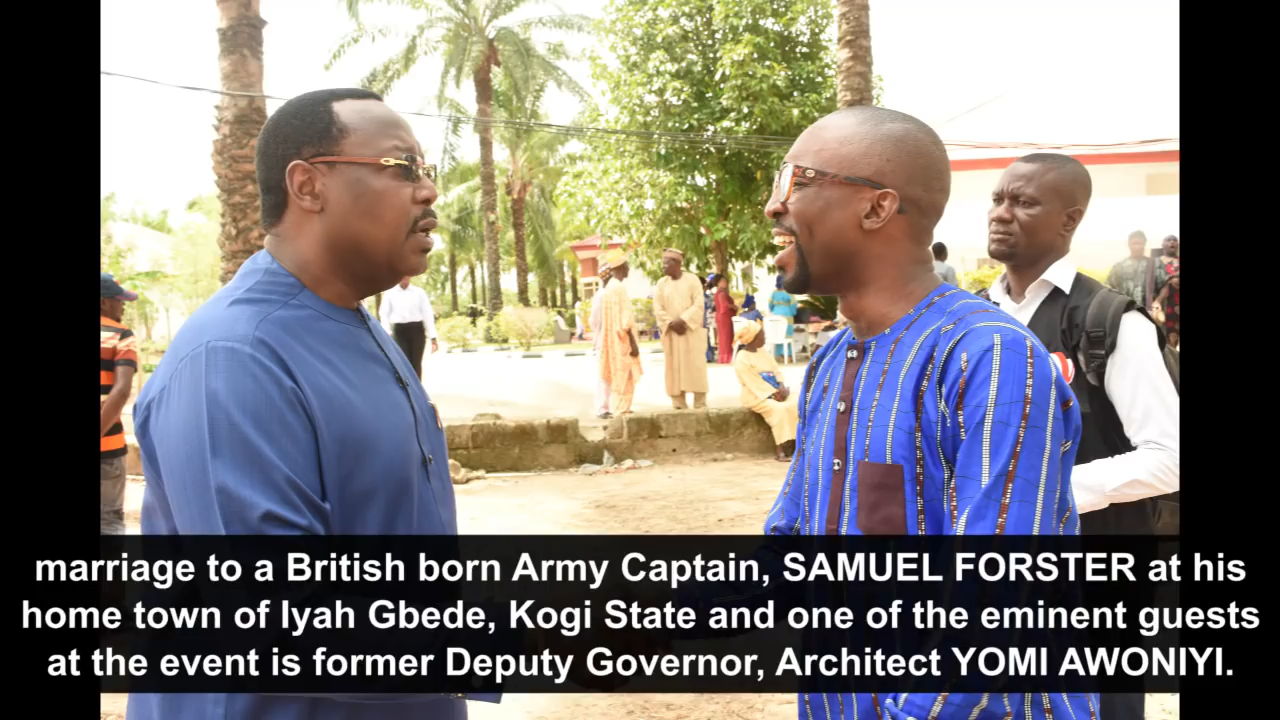 marriage to a British born Army Captain, SAMUEL FORSTER at his
home town of Iyah Gbede, Kogi State and one of the eminent guests
at the event is former Deputy Governor, Architect YOMI AWONIYI.